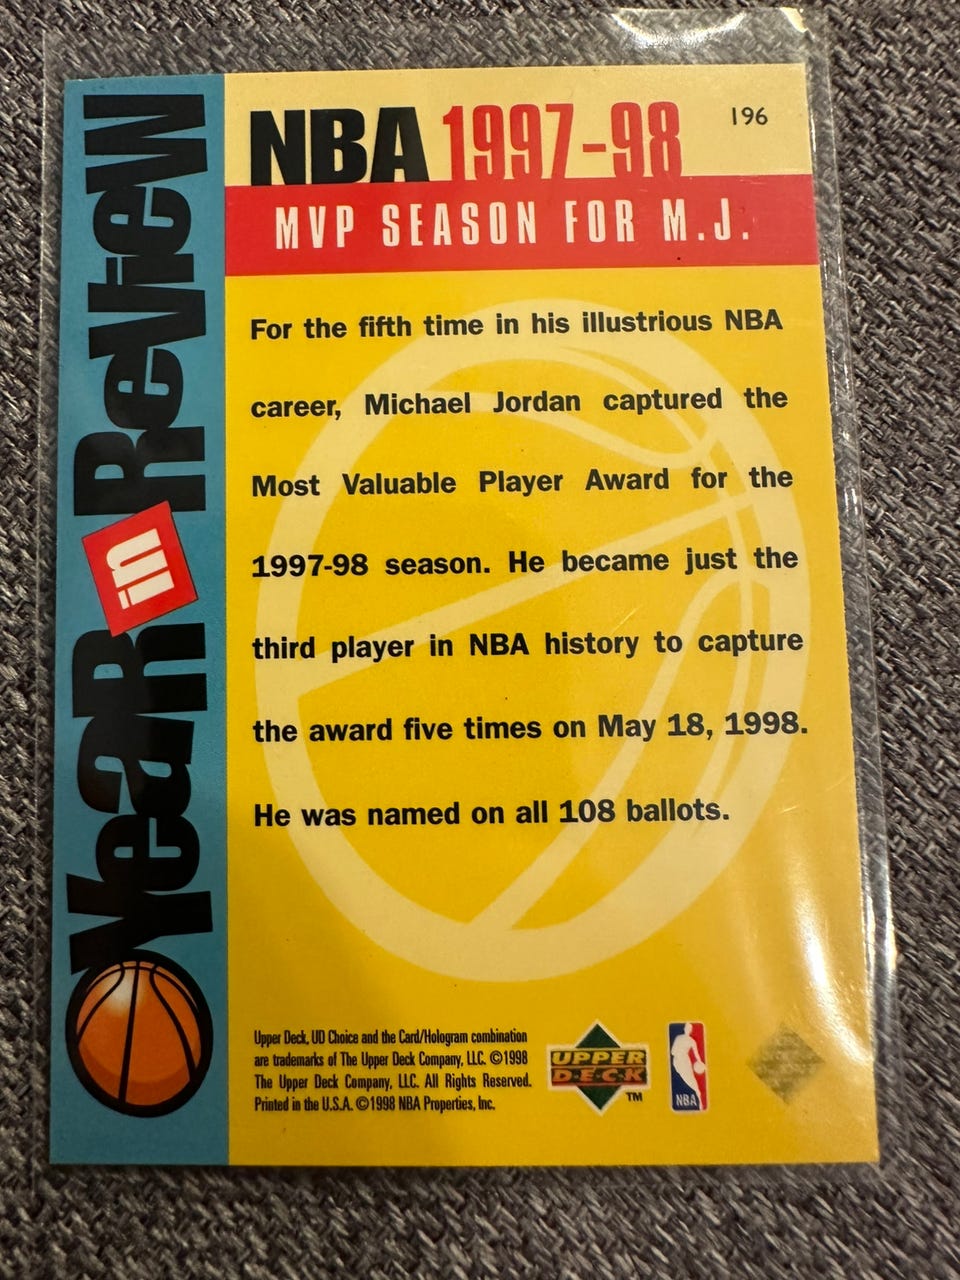 NBA 1997-98
196
MVP SEASON FOR M.J.
YeaR in ReVieW
For the fifth time in his illustrious NBA
career, Michael Jordan captured the
Most Valuable Player Award for the
1997-98 season. He became just the
third player in NBA history to capture
the award five times on May 18, 1998.
He was named on all 108 ballots.
Upper Deck, UD Choice and the Card/Hologram combination
are trademarks of The Upper Deck Company, LLC. ©1998
The Upper Deck Company, LLC. All Rights Reserved.
Printed in the U.S.A. ©1998 NBA Properties, Inc.
UPPER
D·E·C·K
TM
NBA